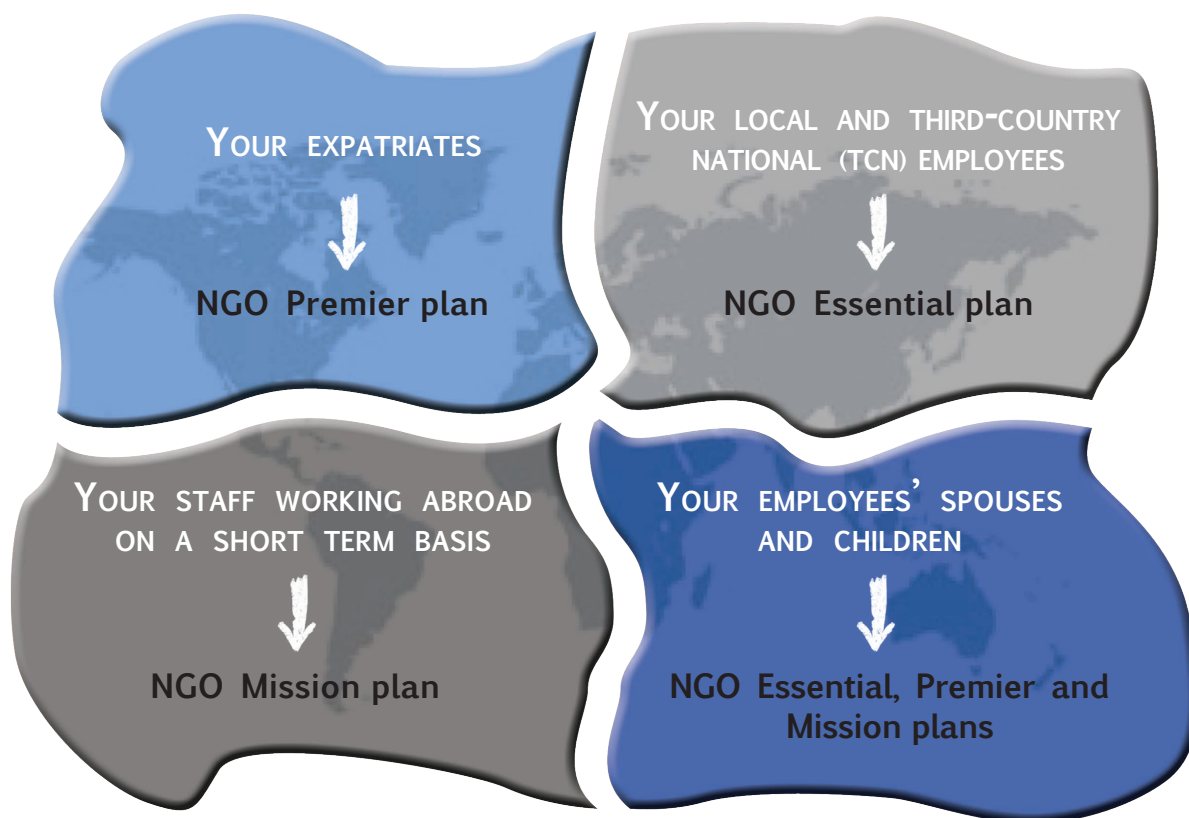 Your expatriates
NGO Premier plan
Your local and third-country
national (TCN) employees
NGO Essential plan
Your staff working abroad
on a short term basis
NGO Mission plan
Your employees’ spouses
and children
NGO Essential, Premier and
Mission plans